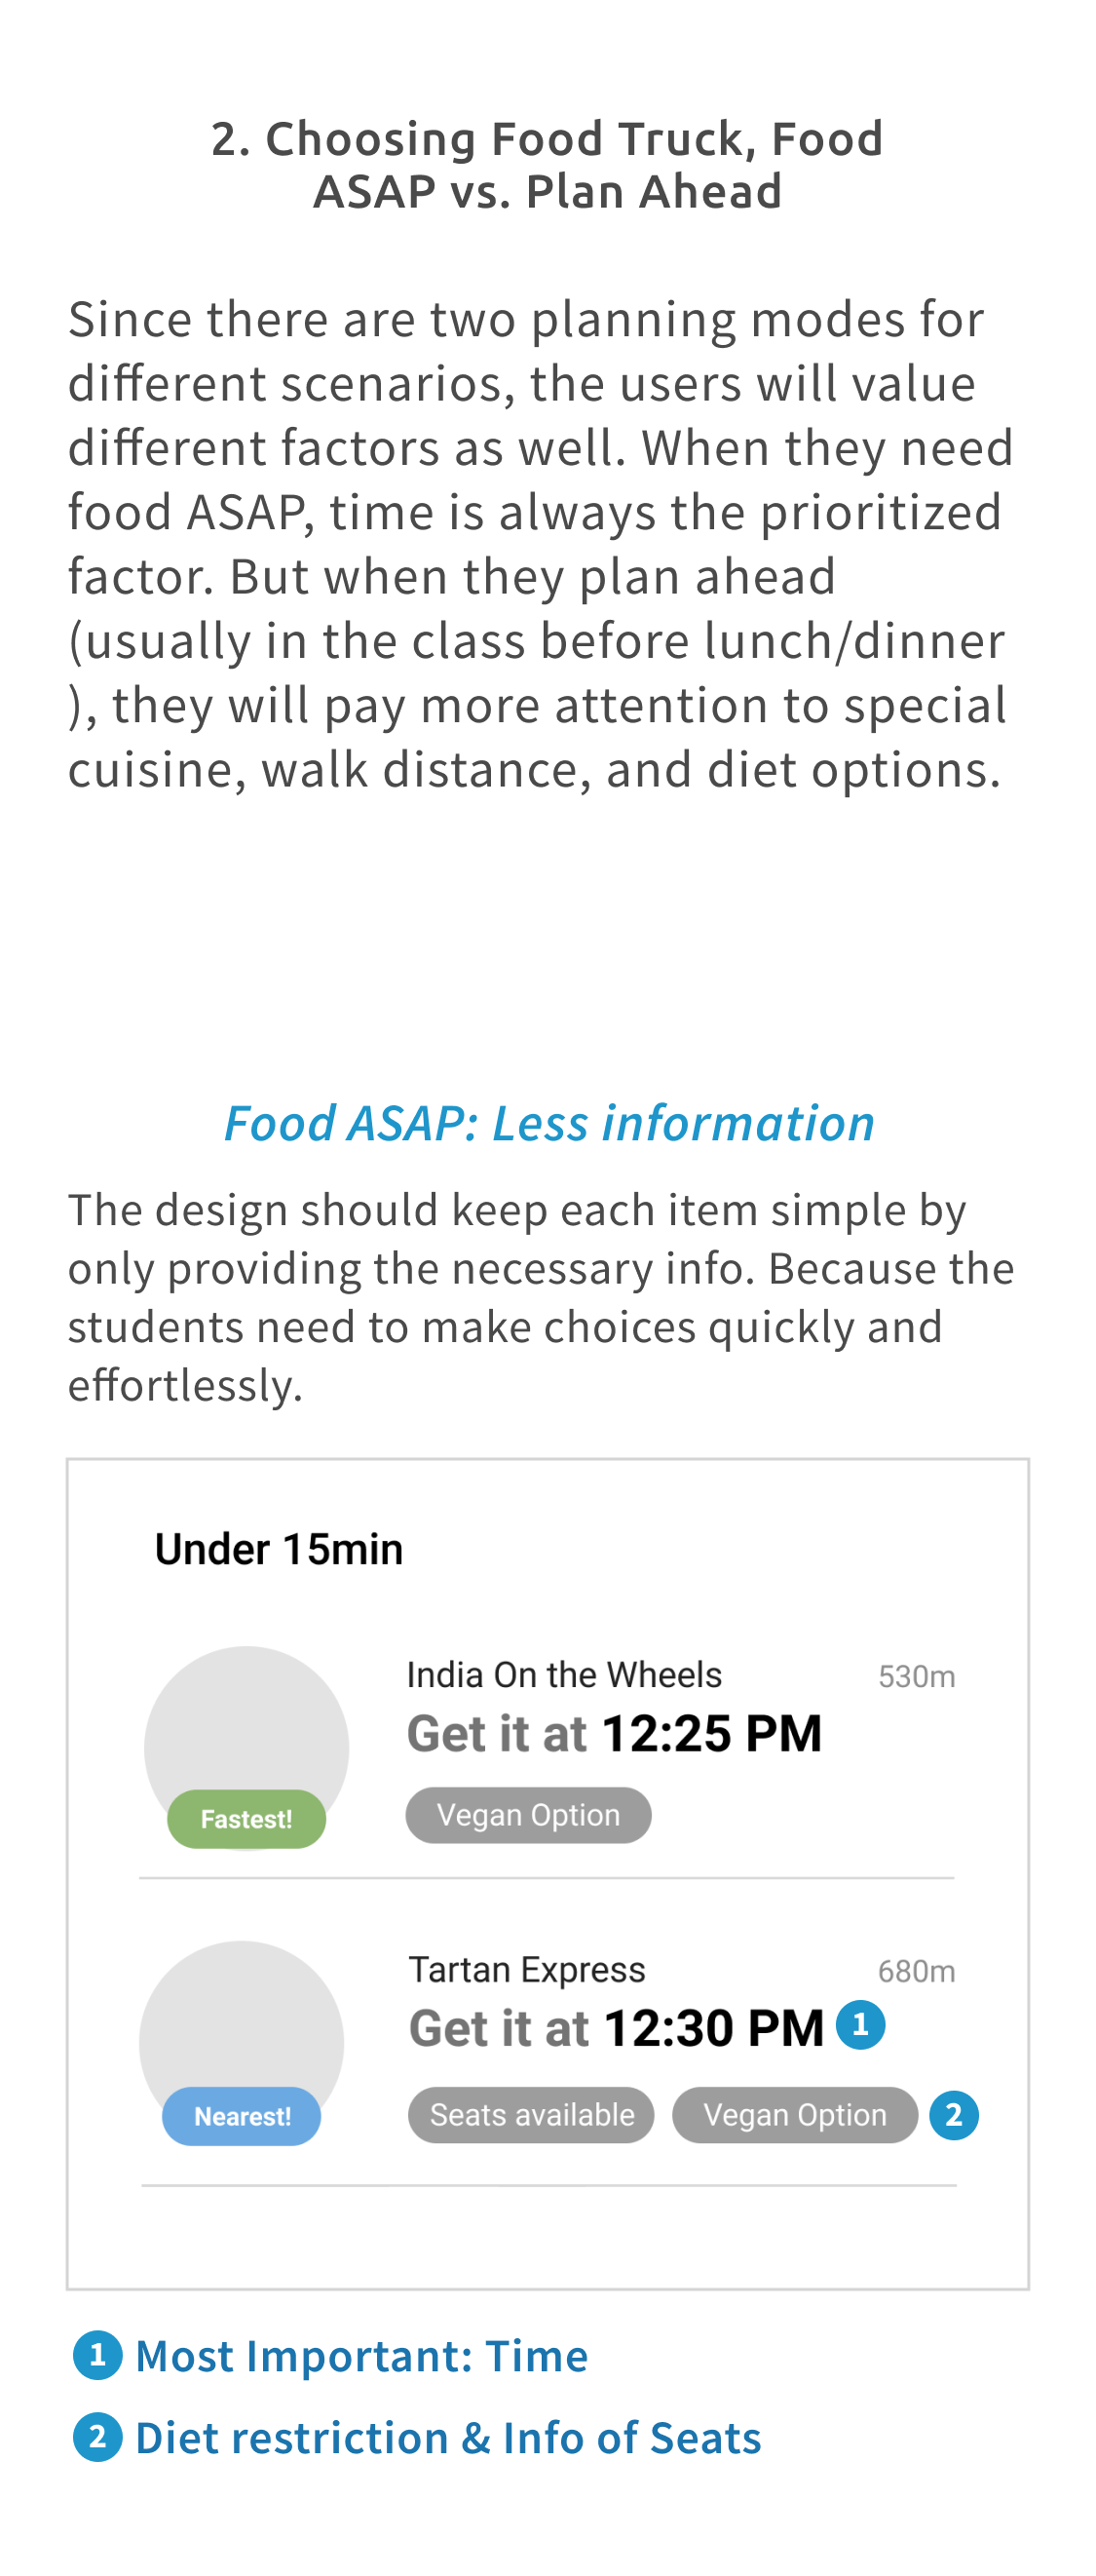 2. Choosing Food Truck, Food
ASAP vs. Plan Ahead
Since there are two planning modes for
different scenarios, the users will value
different factors as well. When they need
food ASAP, time is always the prioritized
factor. But when they plan ahead
(usually in the class before lunch/dinner
), they will pay more attention to special
cuisine, walk distance, and diet options.
Food ASAP: Less information
The design should keep each item simple by
only providing the necessary info. Because the
students need to make choices quickly and
effortlessly.
Under 15min
India On the Wheels 530m
Get it at 12:25 PM
Fastest! Vegan Option
Tartan Express 680m
Get it at 12:30 PM 1
Nearest! Seats available Vegan Option 2
1 Most Important: Time
2 Diet restriction & Info of Seats